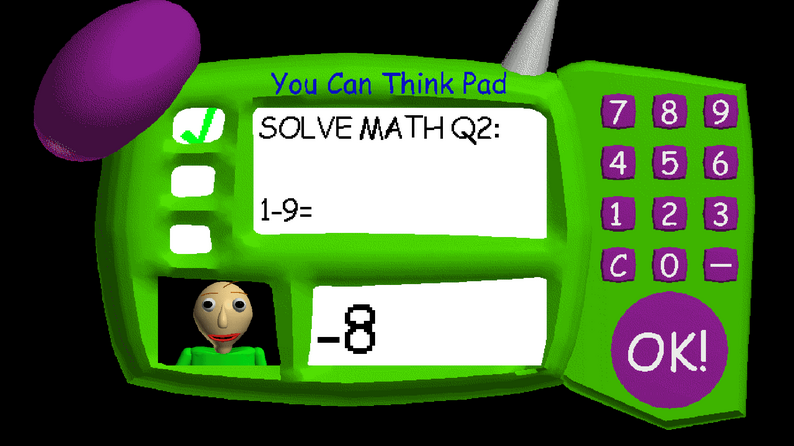 You Can Think Pad
SOLVE MATH Q2:
1-9=
-8
7 8 9
4 5 6
1 2 3
C 0 -
OK!